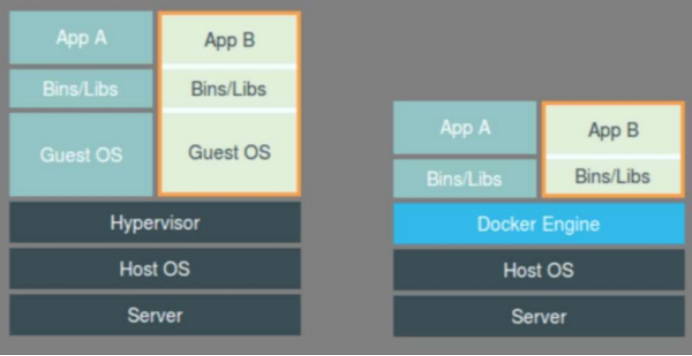 App A
App B
Bins/Libs
Bins/Libs
Guest OS
Guest OS
Hypervisor
Host OS
Server
App A
App B
Bins/Libs
Bins/Libs
Docker Engine
Host OS
Server